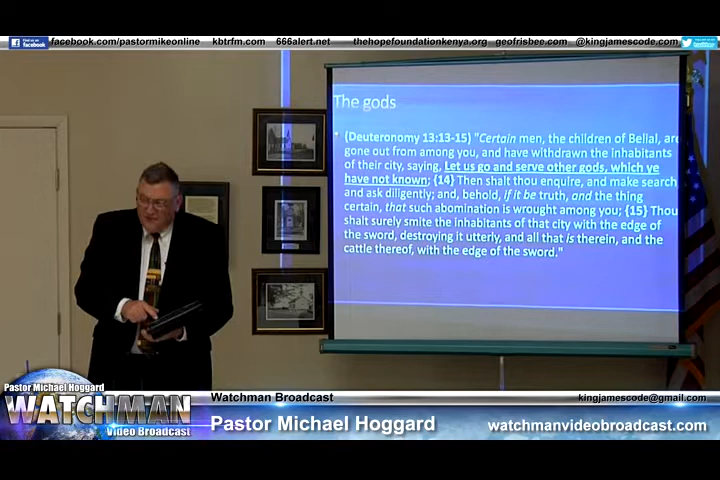 Find us on
facebook
facebook.com/pastormikeonline kbtrfm.com 666alert.net thehopefoundationkenya.org geofrisbee.com @kingjamescode.com
The gods
• (Deuteronomy 13:13-15) "Certain men, the children of Belial, are
gone out from among you, and have withdrawn the inhabitants
of their city, saying, Let us go and serve other gods, which ye
have not known; {14} Then shalt thou enquire, and make search,
and ask diligently; and, behold, if it be truth, and the thing
certain, that such abomination is wrought among you; {15} Thou
shalt surely smite the inhabitants of that city with the edge of
the sword, destroying it utterly, and all that is therein, and the
cattle thereof, with the edge of the sword."
Pastor Michael Hoggard
WATCHMAN
Video Broadcast
Watchman Broadcast kingjamescode@gmail.com
Pastor Michael Hoggard watchmanvideobroadcast.com